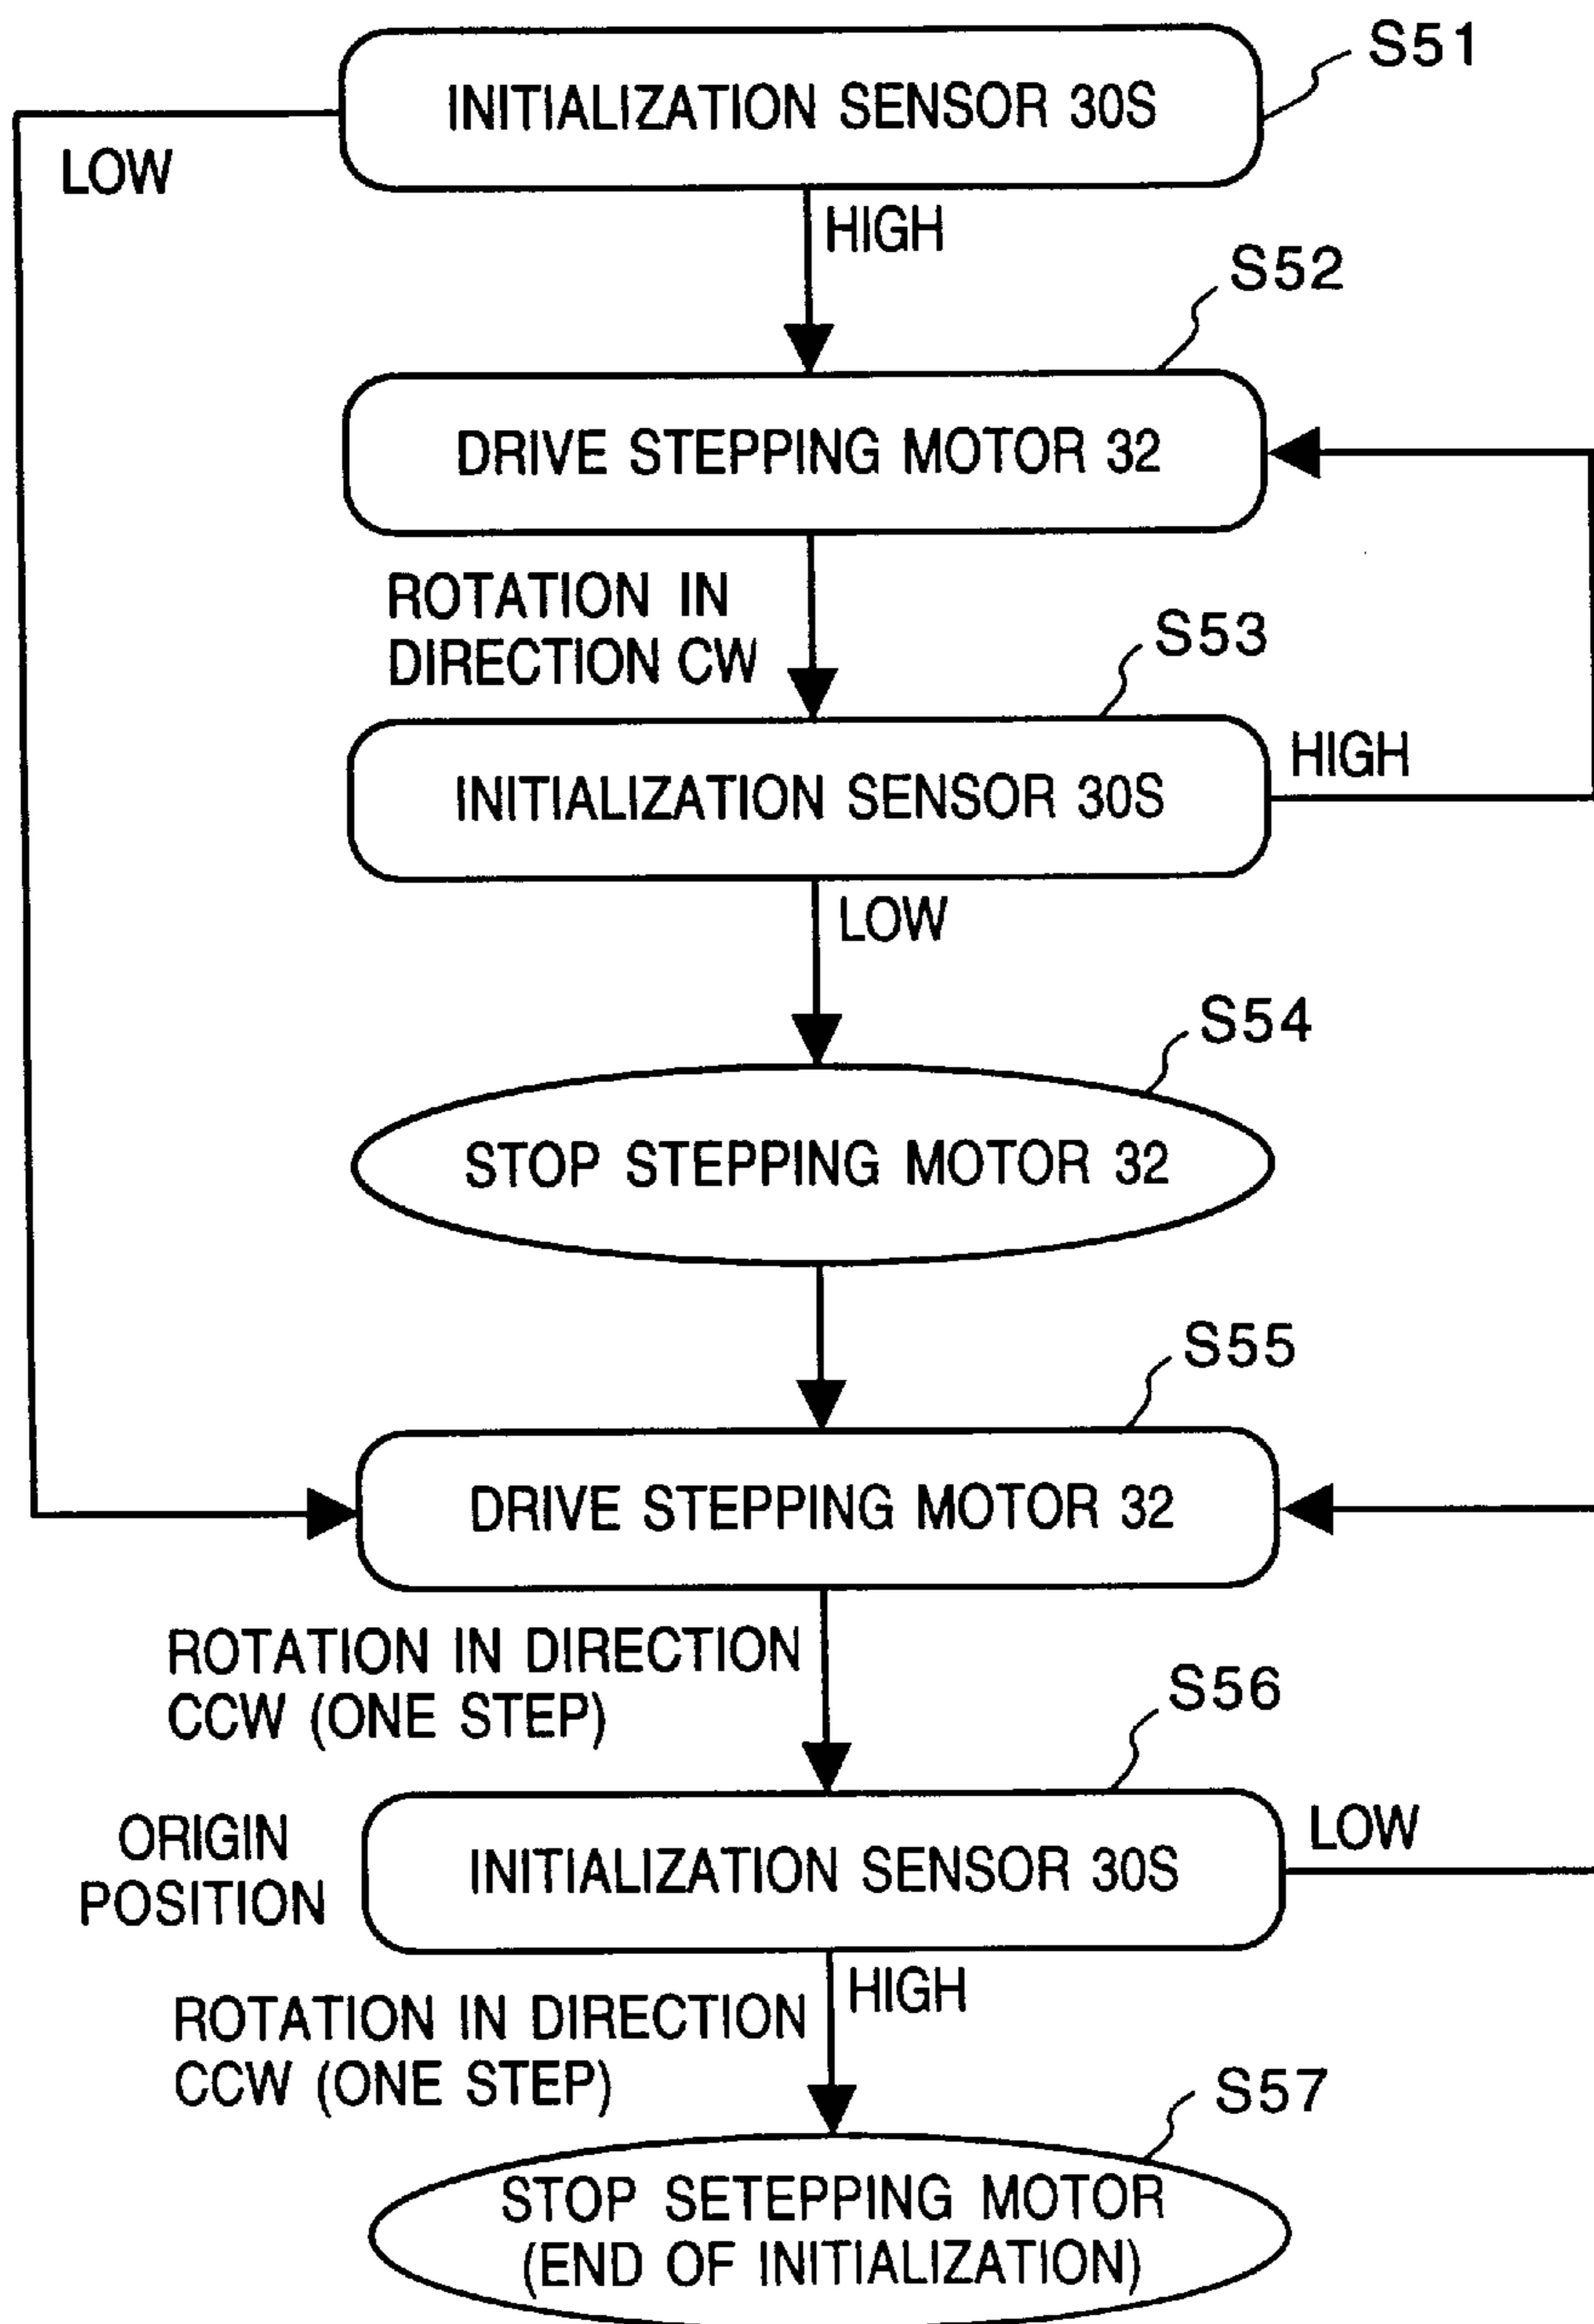 S51
INITIALIZATION SENSOR 30S
LOW
HIGH
S52
DRIVE STEPPING MOTOR 32
ROTATION IN
DIRECTION CW
S53
INITIALIZATION SENSOR 30S
HIGH
LOW
S54
STOP STEPPING MOTOR 32
S55
DRIVE STEPPING MOTOR 32
ROTATION IN DIRECTION
CCW (ONE STEP)
S56
ORIGIN
POSITION
INITIALIZATION SENSOR 30S
LOW
HIGH
ROTATION IN DIRECTION
CCW (ONE STEP)
S57
STOP SETEPPING MOTOR
(END OF INITIALIZATION)